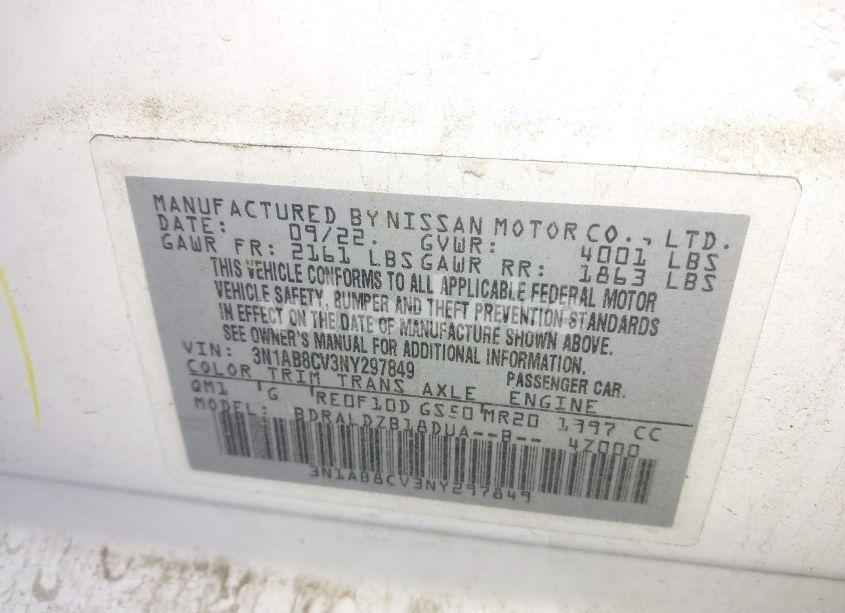 MANUFACTURED BY NISSAN MOTOR CO., LTD.
DATE: 09/22. GVWR: 4001 LBS
GAWR FR: 2161 LBS GAWR RR: 1863 LBS
THIS VEHICLE CONFORMS TO ALL APPLICABLE FEDERAL MOTOR
VEHICLE SAFETY, BUMPER AND THEFT PREVENTION STANDARDS
IN EFFECT ON THE DATE OF MANUFACTURE SHOWN ABOVE.
SEE OWNER'S MANUAL FOR ADDITIONAL INFORMATION.
VIN: 3N1AB8CV3NY297849 PASSENGER CAR.
COLOR TRIM TRANS AXLE ENGINE
QM1 G RE0F10D GS50 MR20 1397 CC
MODEL: BDRALDZB18DUA--B-- 4Z000
3N1AB8CV3NY297849